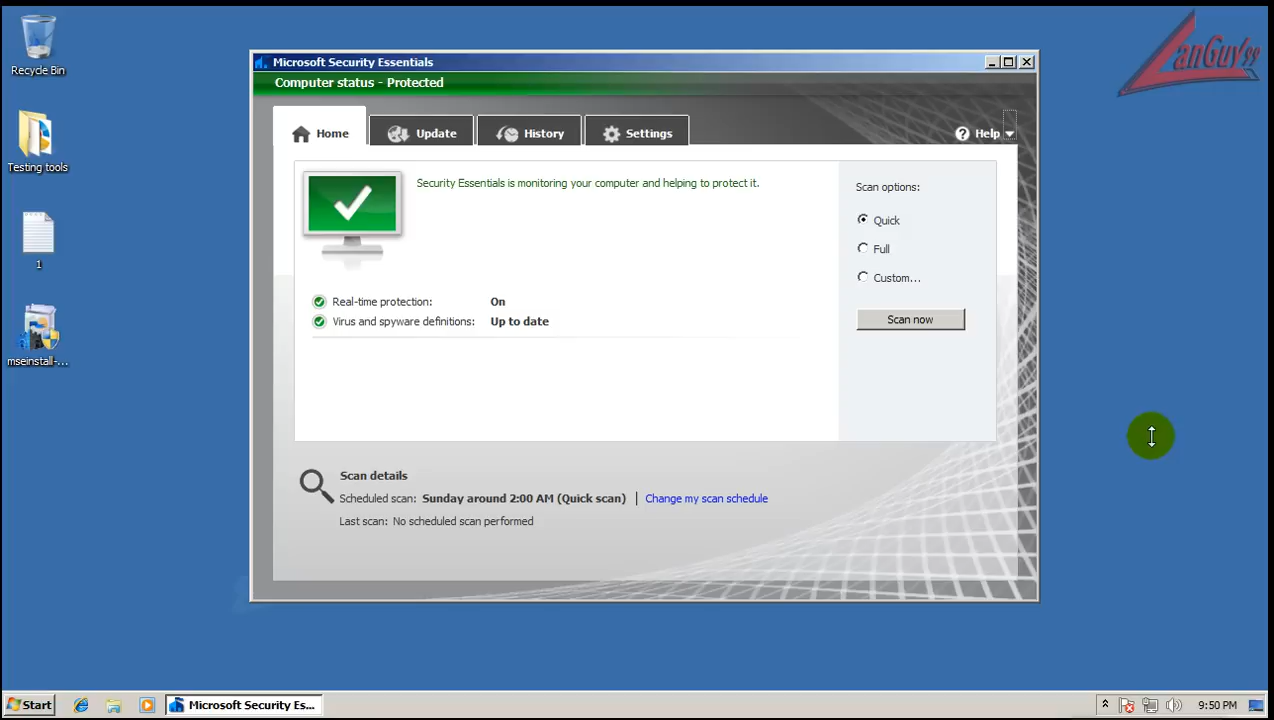 Recycle Bin
Testing tools
1
mseinstall-...
Microsoft Security Essentials
Computer status - Protected
Home
Update
History
Settings
Help
Security Essentials is monitoring your computer and helping to protect it.
Real-time protection: On
Virus and spyware definitions: Up to date
Scan options:
Quick
Full
Custom...
Scan now
Scan details
Scheduled scan: Sunday around 2:00 AM (Quick scan) | Change my scan schedule
Last scan: No scheduled scan performed
LanGuy99
Start
Microsoft Security Es...
9:50 PM